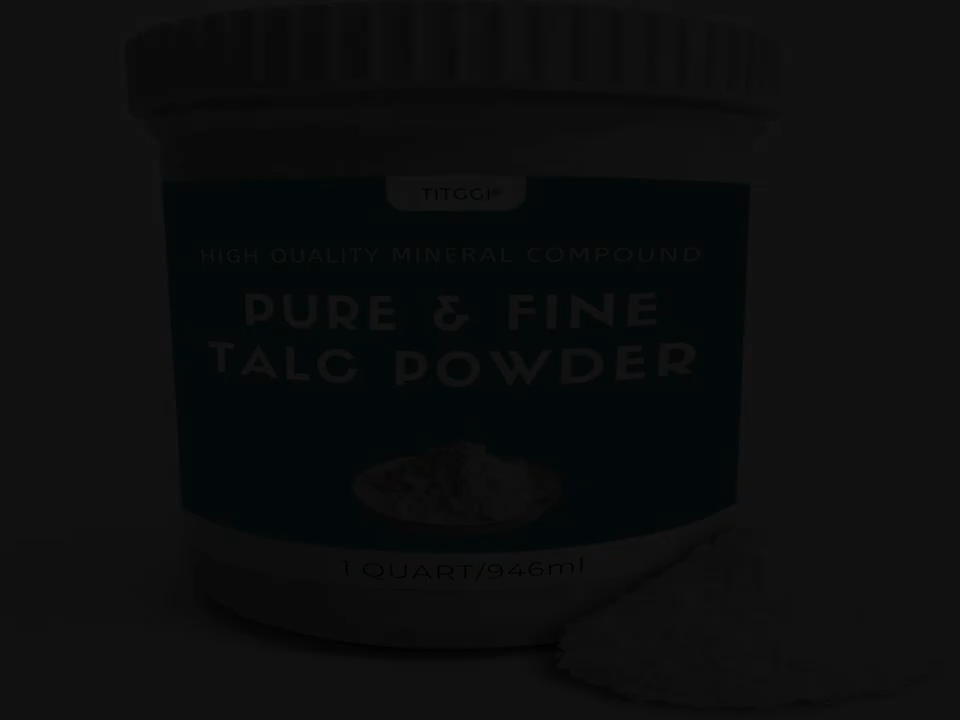 TITGGI®
HIGH QUALITY MINERAL COMPOUND
PURE & FINE
TALC POWDER
1 QUART/946ml